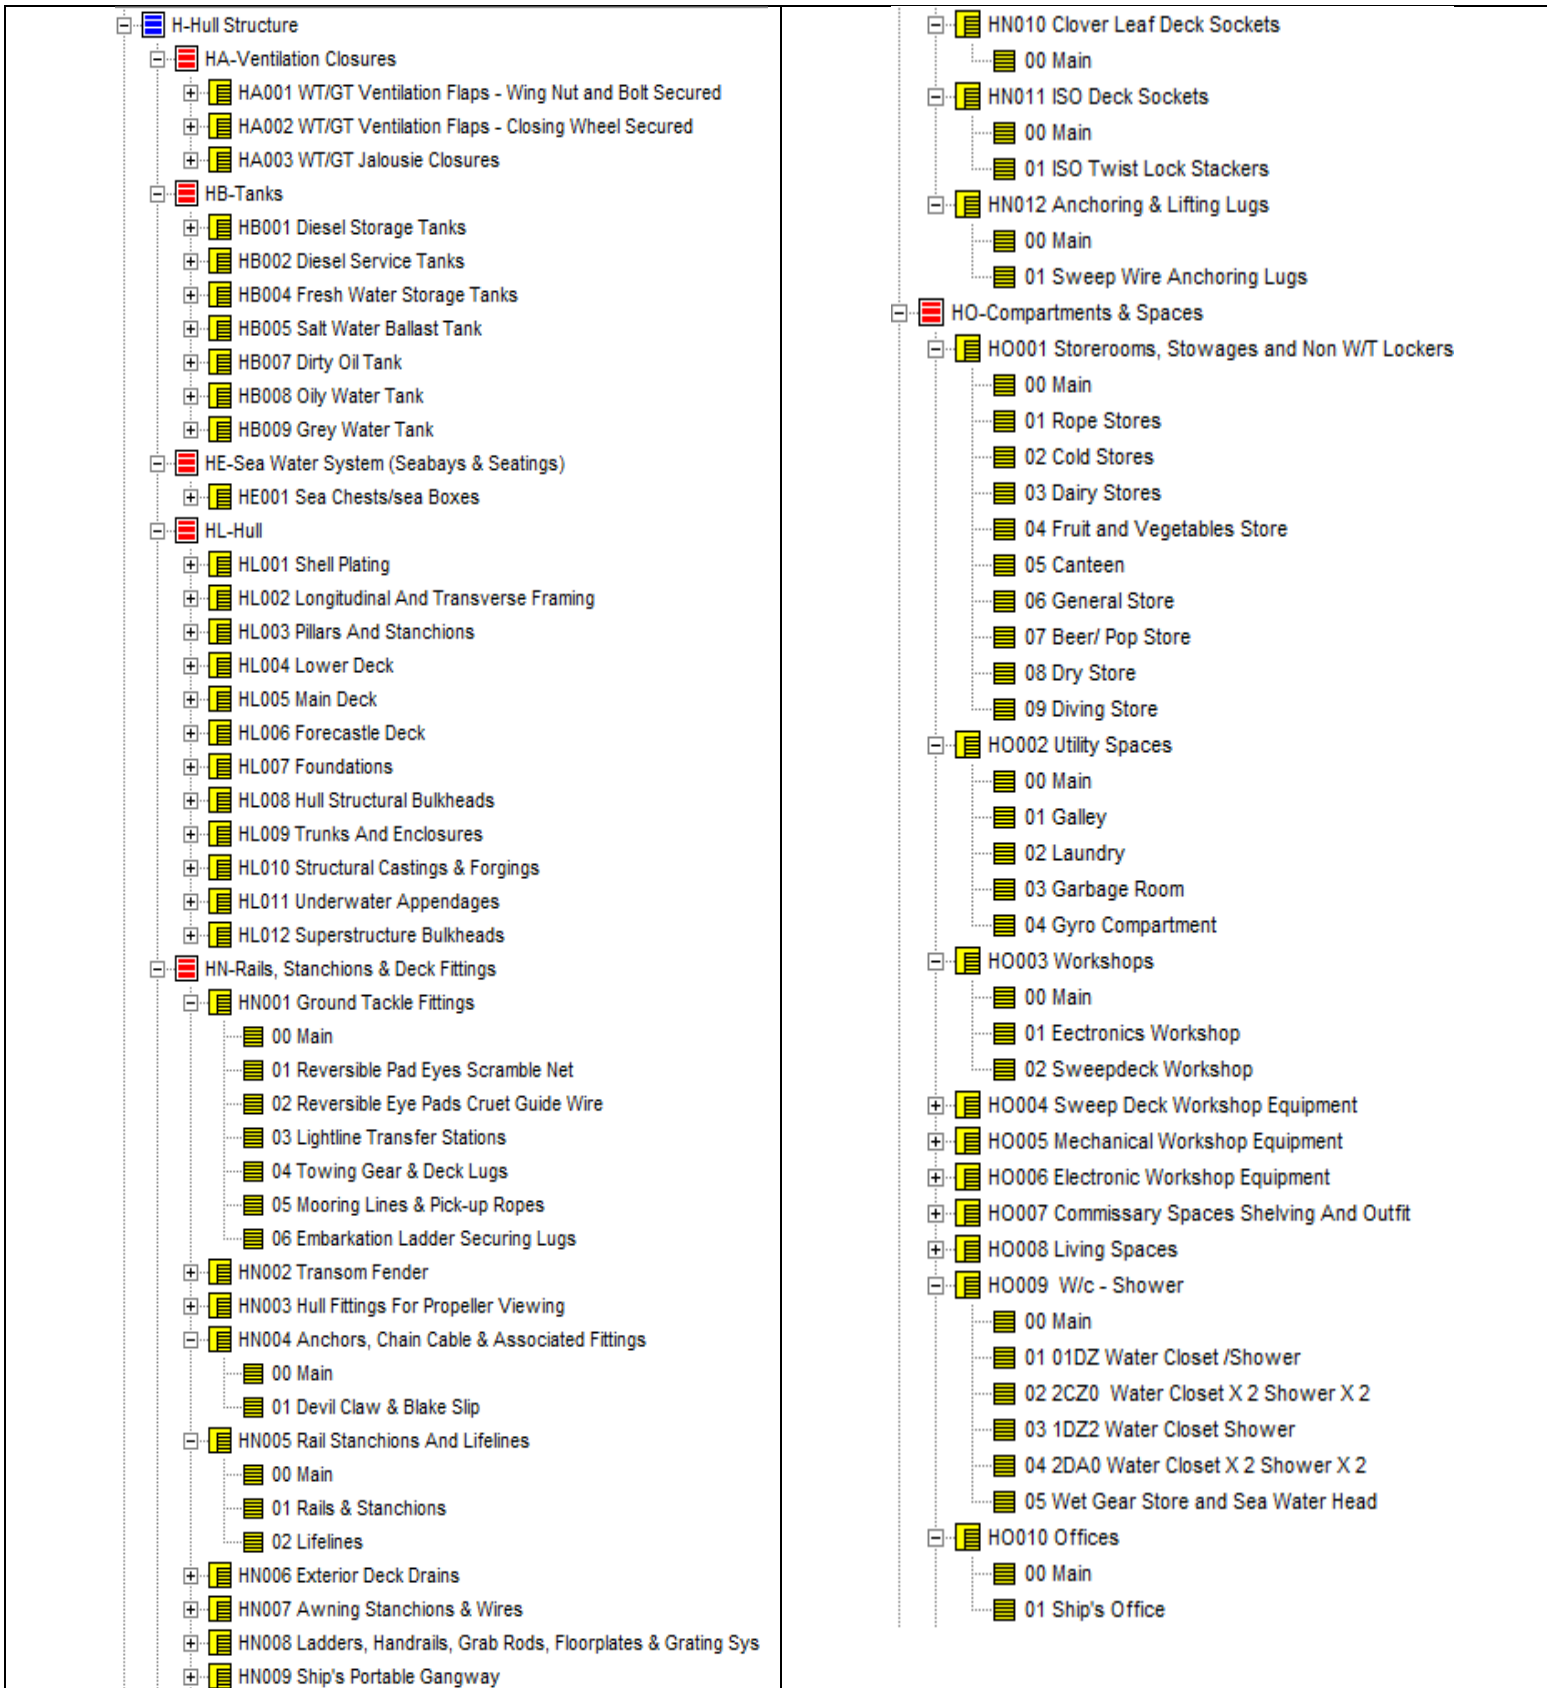 H-Hull Structure
HA-Ventilation Closures
HA001 WT/GT Ventilation Flaps - Wing Nut and Bolt Secured
HA002 WT/GT Ventilation Flaps - Closing Wheel Secured
HA003 WT/GT Jalousie Closures
HB-Tanks
HB001 Diesel Storage Tanks
HB002 Diesel Service Tanks
HB004 Fresh Water Storage Tanks
HB005 Salt Water Ballast Tank
HB007 Dirty Oil Tank
HB008 Oily Water Tank
HB009 Grey Water Tank
HE-Sea Water System (Seabays & Seatings)
HE001 Sea Chests/sea Boxes
HL-Hull
HL001 Shell Plating
HL002 Longitudinal And Transverse Framing
HL003 Pillars And Stanchions
HL004 Lower Deck
HL005 Main Deck
HL006 Forecastle Deck
HL007 Foundations
HL008 Hull Structural Bulkheads
HL009 Trunks And Enclosures
HL010 Structural Castings & Forgings
HL011 Underwater Appendages
HL012 Superstructure Bulkheads
HN-Rails, Stanchions & Deck Fittings
HN001 Ground Tackle Fittings
00 Main
01 Reversible Pad Eyes Scramble Net
02 Reversible Eye Pads Cruet Guide Wire
03 Lightline Transfer Stations
04 Towing Gear & Deck Lugs
05 Mooring Lines & Pick-up Ropes
06 Embarkation Ladder Securing Lugs
HN002 Transom Fender
HN003 Hull Fittings For Propeller Viewing
HN004 Anchors, Chain Cable & Associated Fittings
00 Main
01 Devil Claw & Blake Slip
HN005 Rail Stanchions And Lifelines
00 Main
01 Rails & Stanchions
02 Lifelines
HN006 Exterior Deck Drains
HN007 Awning Stanchions & Wires
HN008 Ladders, Handrails, Grab Rods, Floorplates & Grating Sys
HN009 Ship's Portable Gangway
HN010 Clover Leaf Deck Sockets
00 Main
HN011 ISO Deck Sockets
00 Main
01 ISO Twist Lock Stackers
HN012 Anchoring & Lifting Lugs
00 Main
01 Sweep Wire Anchoring Lugs
HO-Compartments & Spaces
HO001 Storerooms, Stowages and Non W/T Lockers
00 Main
01 Rope Stores
02 Cold Stores
03 Dairy Stores
04 Fruit and Vegetables Store
05 Canteen
06 General Store
07 Beer/ Pop Store
08 Dry Store
09 Diving Store
HO002 Utility Spaces
00 Main
01 Galley
02 Laundry
03 Garbage Room
04 Gyro Compartment
HO003 Workshops
00 Main
01 Eectronics Workshop
02 Sweepdeck Workshop
HO004 Sweep Deck Workshop Equipment
HO005 Mechanical Workshop Equipment
HO006 Electronic Workshop Equipment
HO007 Commissary Spaces Shelving And Outfit
HO008 Living Spaces
HO009 W/c - Shower
00 Main
01 01DZ Water Closet /Shower
02 2CZ0 Water Closet X 2 Shower X 2
03 1DZ2 Water Closet Shower
04 2DA0 Water Closet X 2 Shower X 2
05 Wet Gear Store and Sea Water Head
HO010 Offices
00 Main
01 Ship's Office